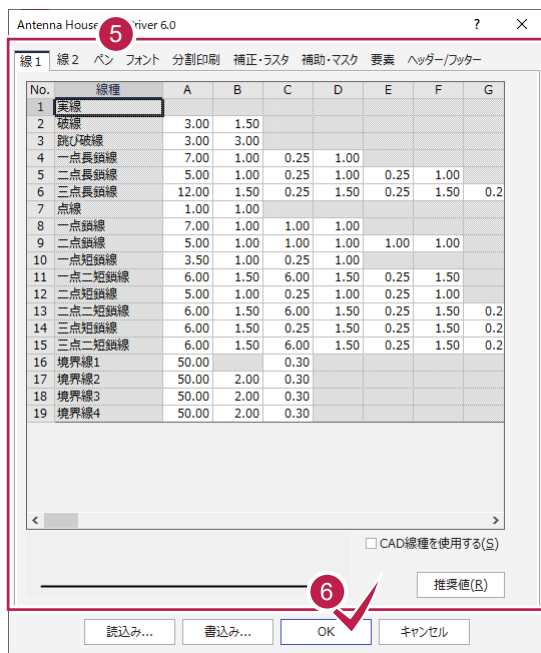 Antenna House Driver 6.0 ? ×
5
線1 線2 ペン フォント 分割印刷 補正・ラスタ 補助・マスク 要素 ヘッダー/フッター
No. 線種 A B C D E F G
1 実線
2 破線 3.00 1.50
3 跳び破線 3.00 3.00
4 一点長鎖線 7.00 1.00 0.25 1.00
5 二点長鎖線 5.00 1.00 0.25 1.00 0.25 1.00
6 三点長鎖線 12.00 1.50 0.25 1.50 0.25 1.50 0.2
7 点線 1.00 1.00
8 一点鎖線 7.00 1.00 1.00 1.00
9 二点鎖線 5.00 1.00 1.00 1.00 1.00 1.00
10 一点短鎖線 3.50 1.00 0.25 1.00
11 一点二短鎖線 6.00 1.50 6.00 1.50 0.25 1.50
12 二点短鎖線 5.00 1.00 0.25 1.00 0.25 1.00
13 二点二短鎖線 6.00 1.50 6.00 1.50 0.25 1.50 0.2
14 三点短鎖線 6.00 1.50 0.25 1.50 0.25 1.50 0.2
15 三点二短鎖線 6.00 1.50 6.00 1.50 0.25 1.50 0.2
16 境界線1 50.00 0.30
17 境界線2 50.00 2.00 0.30
18 境界線3 50.00 2.00 0.30
19 境界線4 50.00 2.00 0.30
CAD線種を使用する(S)
推奨値(R)
6
読込み... 書込み... OK キャンセル